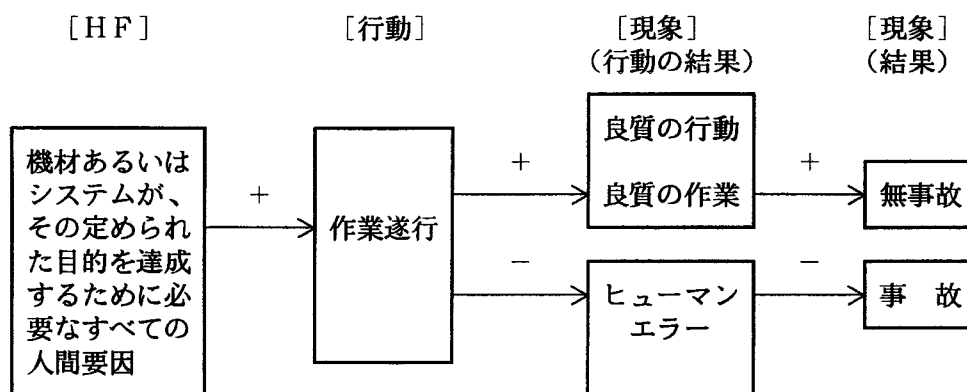 ［ＨＦ］
［行動］
［現象］
（行動の結果）
［現象］
（結果）
機材あるいは
システムが、
その定められ
た目的を達成
するために必
要なすべての
人間要因
＋
作業遂行
＋
良質の行動
良質の作業
＋
無事故
－
ヒューマン
エラー
－
事　故